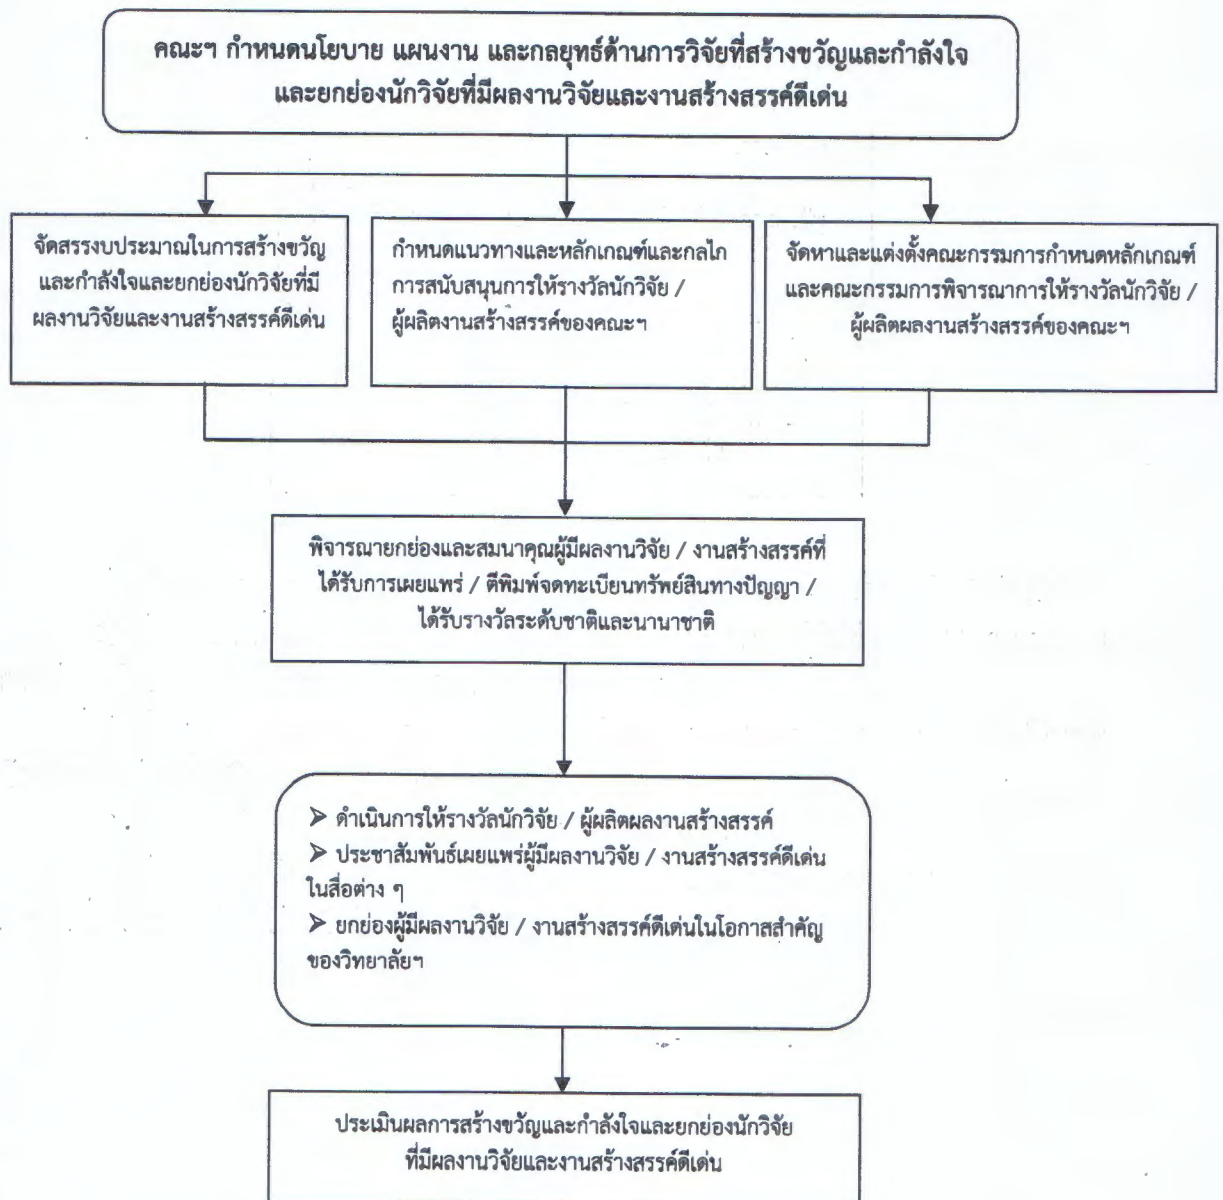 คณะฯ กำหนดนโยบาย แผนงาน และกลยุทธ์ด้านการวิจัยที่สร้างขวัญและกำลังใจ
และยกย่องนักวิจัยที่มีผลงานวิจัยและงานสร้างสรรค์ดีเด่น
จัดสรรงบประมาณในการสร้างขวัญ
และกำลังใจและยกย่องนักวิจัยที่มี
ผลงานวิจัยและงานสร้างสรรค์ดีเด่น
กำหนดแนวทางและหลักเกณฑ์และกลไก
การสนับสนุนการให้รางวัลนักวิจัย /
ผู้ผลิตงานสร้างสรรค์ของคณะฯ
จัดหาและแต่งตั้งคณะกรรมการกำหนดหลักเกณฑ์
และคณะกรรมการพิจารณาการให้รางวัลนักวิจัย /
ผู้ผลิตผลงานสร้างสรรค์ของคณะฯ
พิจารณายกย่องและสมนาคุณผู้มีผลงานวิจัย / งานสร้างสรรค์ที่
ได้รับการเผยแพร่ / ตีพิมพ์จดทะเบียนทรัพย์สินทางปัญญา /
ได้รับรางวัลระดับชาติและนานาชาติ
➢ ดำเนินการให้รางวัลนักวิจัย / ผู้ผลิตผลงานสร้างสรรค์
➢ ประชาสัมพันธ์เผยแพร่ผู้มีผลงานวิจัย / งานสร้างสรรค์ดีเด่น
ในสื่อต่าง ๆ
➢ ยกย่องผู้มีผลงานวิจัย / งานสร้างสรรค์ดีเด่นในโอกาสสำคัญ
ของวิทยาลัยฯ
ประเมินผลการสร้างขวัญและกำลังใจและยกย่องนักวิจัย
ที่มีผลงานวิจัยและงานสร้างสรรค์ดีเด่น